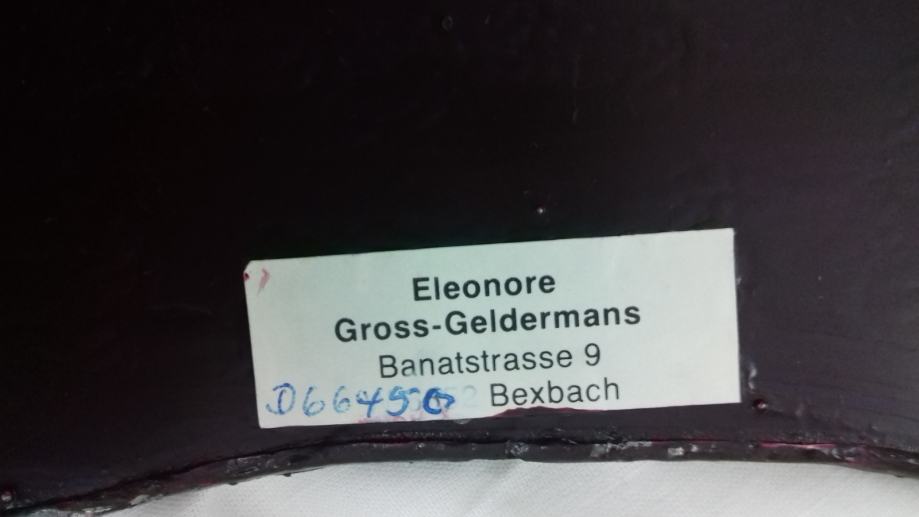 Eleonore
Gross-Geldermans
Banatstrasse 9
D66450 Bexbach